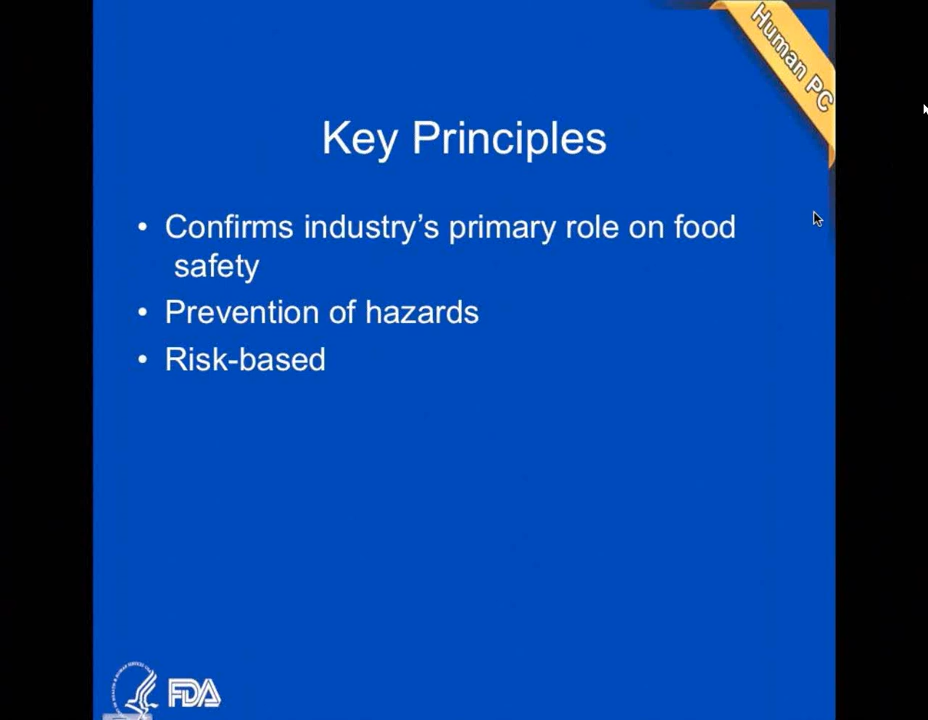 Human PC
Key Principles
• Confirms industry’s primary role on food
safety
• Prevention of hazards
• Risk-based
FDA